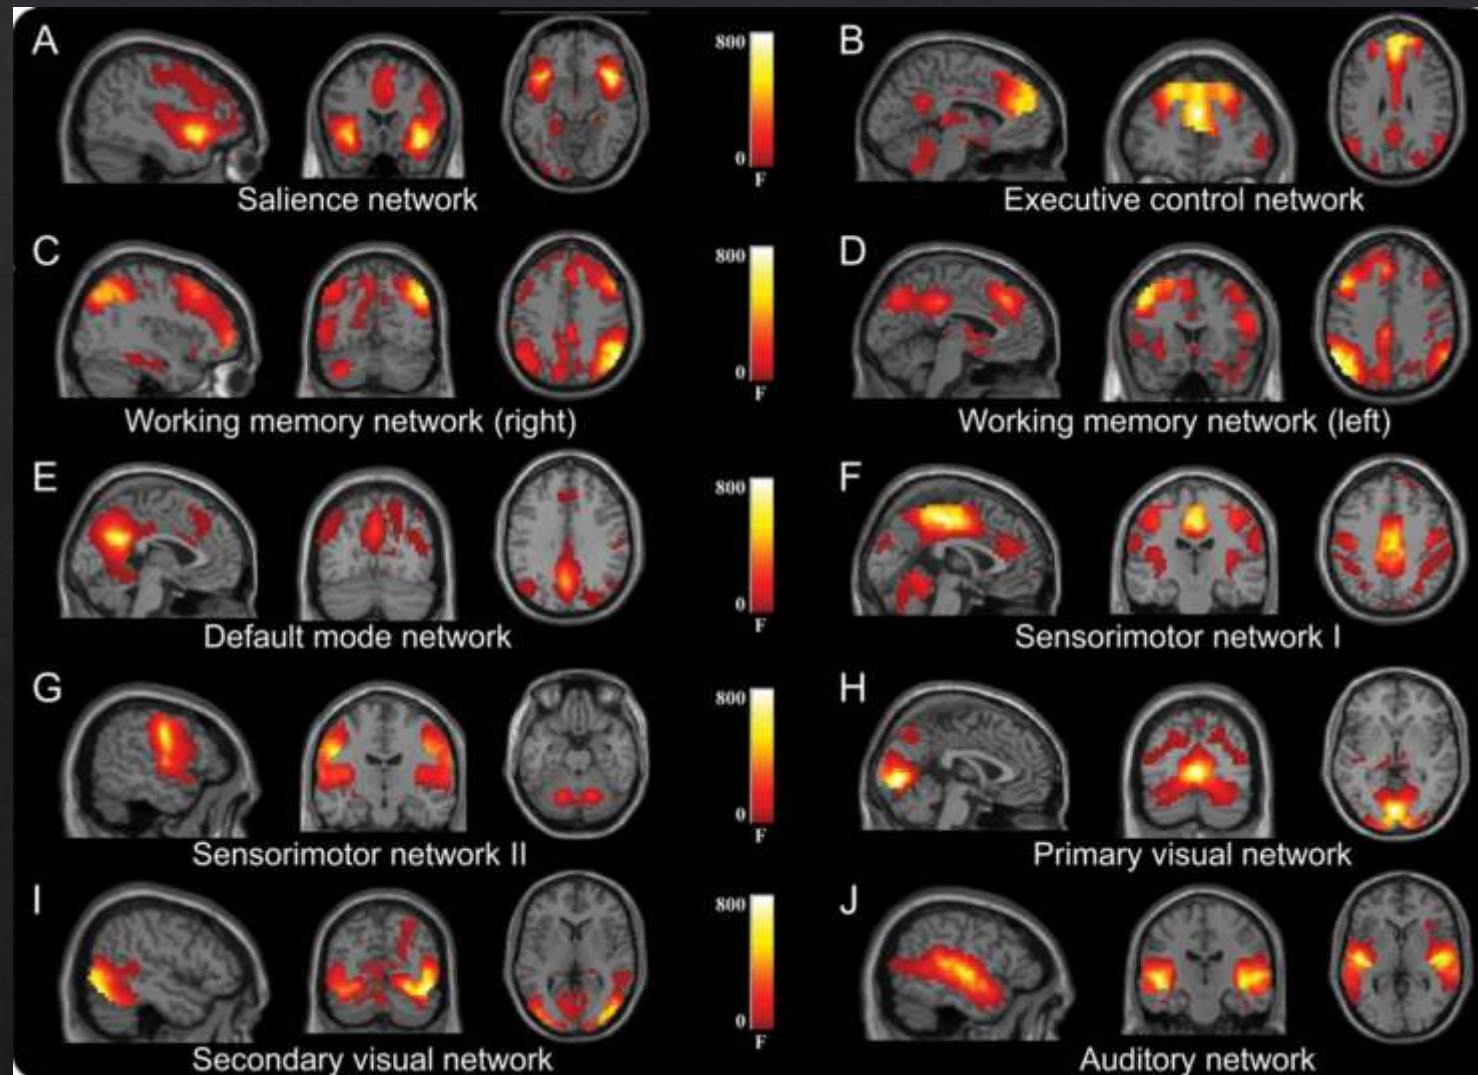 A
800
0
F
Salience network
B
Executive control network
C
800
0
F
Working memory network (right)
D
Working memory network (left)
E
800
0
F
Default mode network
F
Sensorimotor network I
G
800
0
F
Sensorimotor network II
H
Primary visual network
I
800
0
F
Secondary visual network
J
Auditory network